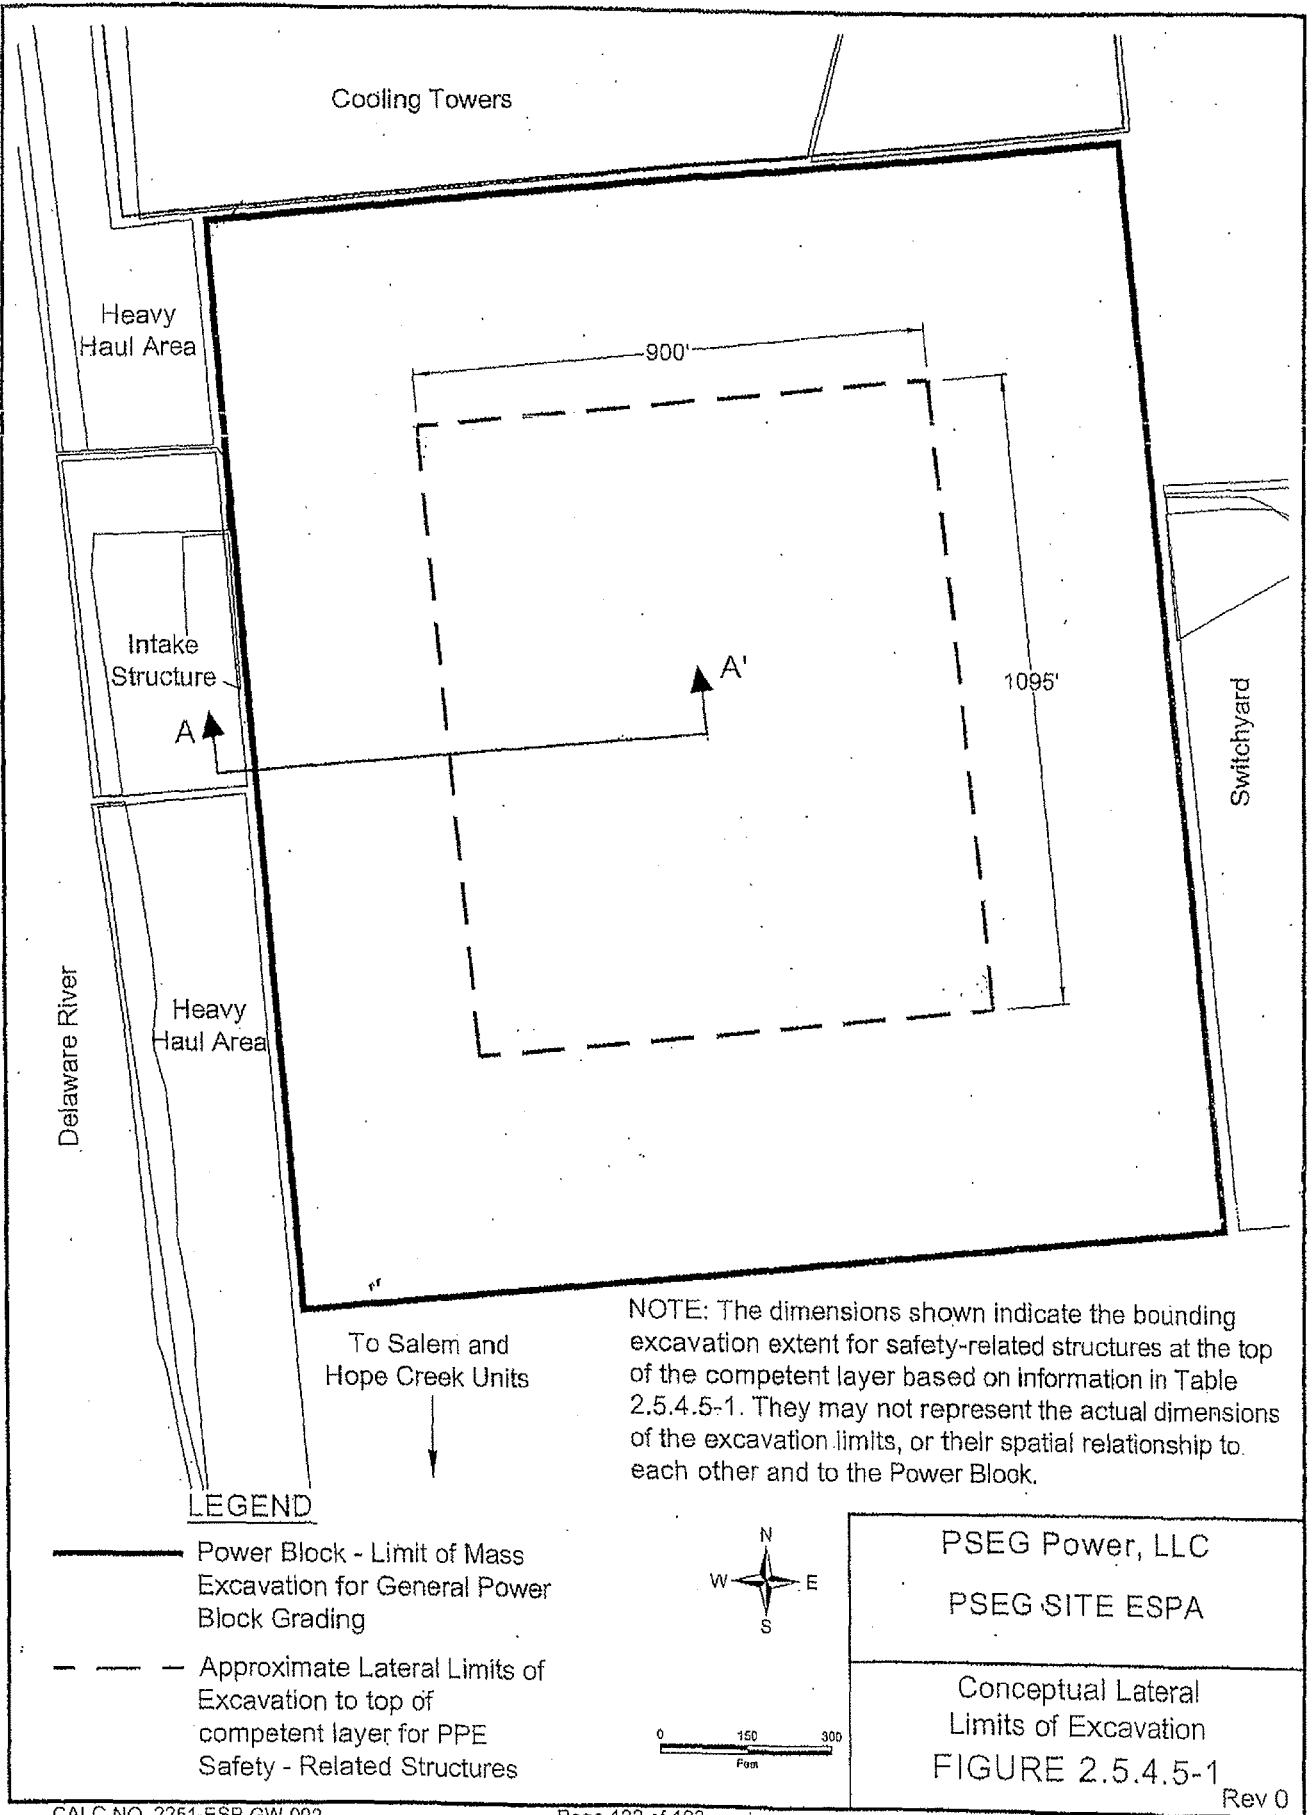 Cooling Towers
Heavy
Haul Area
900'
Intake
Structure
A
A'
1095'
Switchyard
Delaware River
Heavy
Haul Area
To Salem and
Hope Creek Units
NOTE: The dimensions shown indicate the bounding
excavation extent for safety-related structures at the top
of the competent layer based on information in Table
2.5.4.5-1. They may not represent the actual dimensions
of the excavation limits, or their spatial relationship to
each other and to the Power Block.
LEGEND
Power Block - Limit of Mass
Excavation for General Power
Block Grading
Approximate Lateral Limits of
Excavation to top of
competent layer for PPE
Safety - Related Structures
N
W E
S
0 150 300
Feet
PSEG Power, LLC
PSEG SITE ESPA
Conceptual Lateral
Limits of Excavation
FIGURE 2.5.4.5-1
Rev 0
CALC NO. 2251-ESP-GW-002